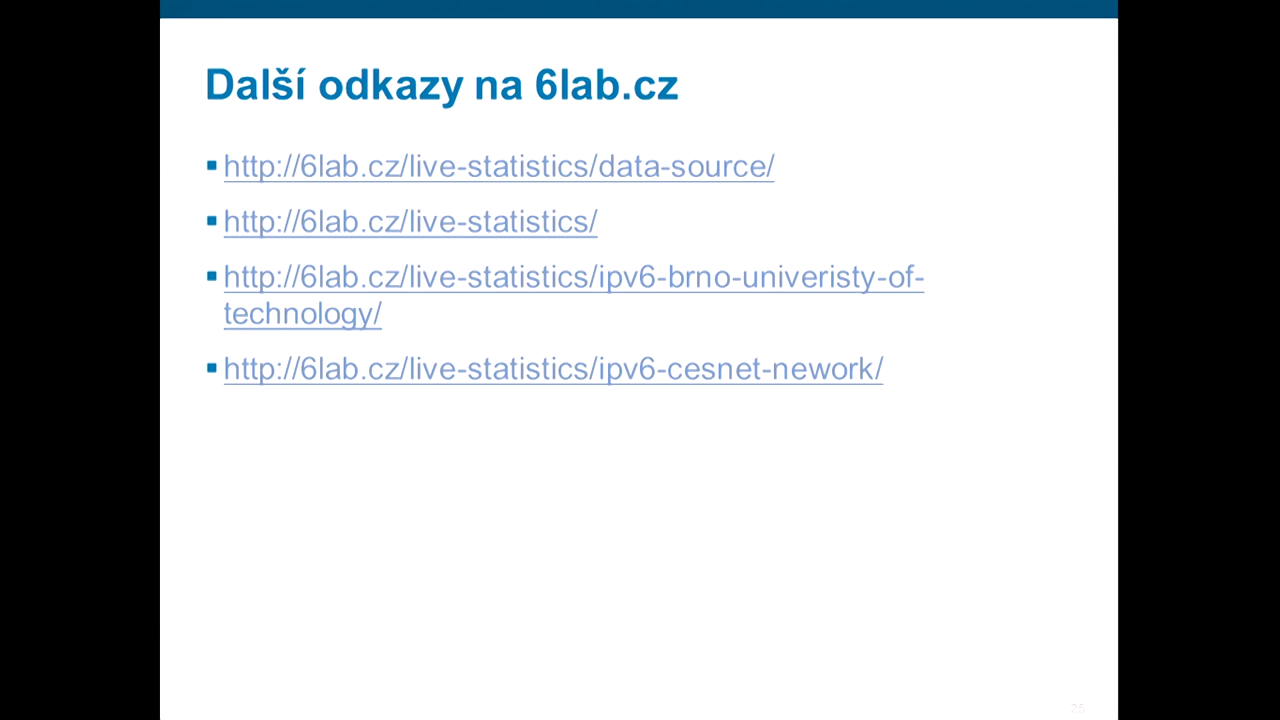 Další odkazy na 6lab.cz
http://6lab.cz/live-statistics/data-source/
http://6lab.cz/live-statistics/
http://6lab.cz/live-statistics/ipv6-brno-univeristy-of-
technology/
http://6lab.cz/live-statistics/ipv6-cesnet-nework/
25